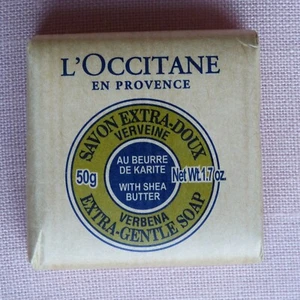 L'OCCITANE
EN PROVENCE
SAVON EXTRA-DOUX
VERVEINE
AU BEURRE
DE KARITE
50g
Net Wt. 1.7 oz.
WITH SHEA
BUTTER
VERBENA
EXTRA-GENTLE SOAP